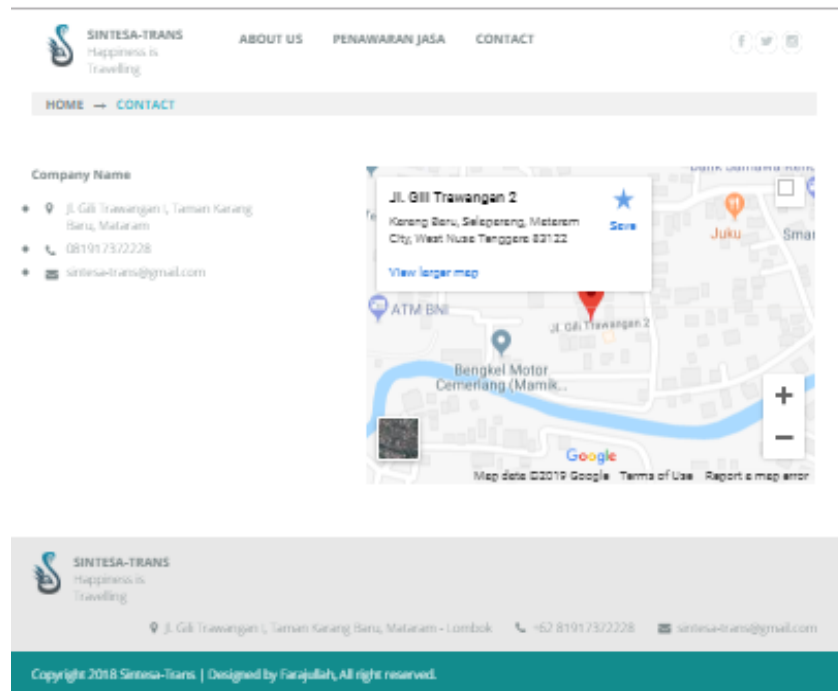 SINTESA-TRANS
Happiness is
Travelling
ABOUT US PENAWARAN JASA CONTACT
HOME → CONTACT
Company Name
Jl. Gili Trawangan I, Taman Karang
Baru, Mataram
081917372228
sintesa-trans@gmail.com
Jl. Gili Trawangan 2
Karang Baru, Selaparang, Mataram
City, West Nusa Tenggara 83122
Save
View larger map
Juku
Smar
ATM BNI
Jl. Gili Trawangan 2
Bengkel Motor
Cemerlang (Mamik...
Google
Map data ©2019 Google Terms of Use Report a map error
SINTESA-TRANS
Happiness is
Travelling
Jl. Gili Trawangan I, Taman Karang Baru, Mataram - Lombok +62 81917372228 sintesa-trans@gmail.com
Copyright 2018 Sintesa-Trans | Designed by Farajullah, All right reserved.